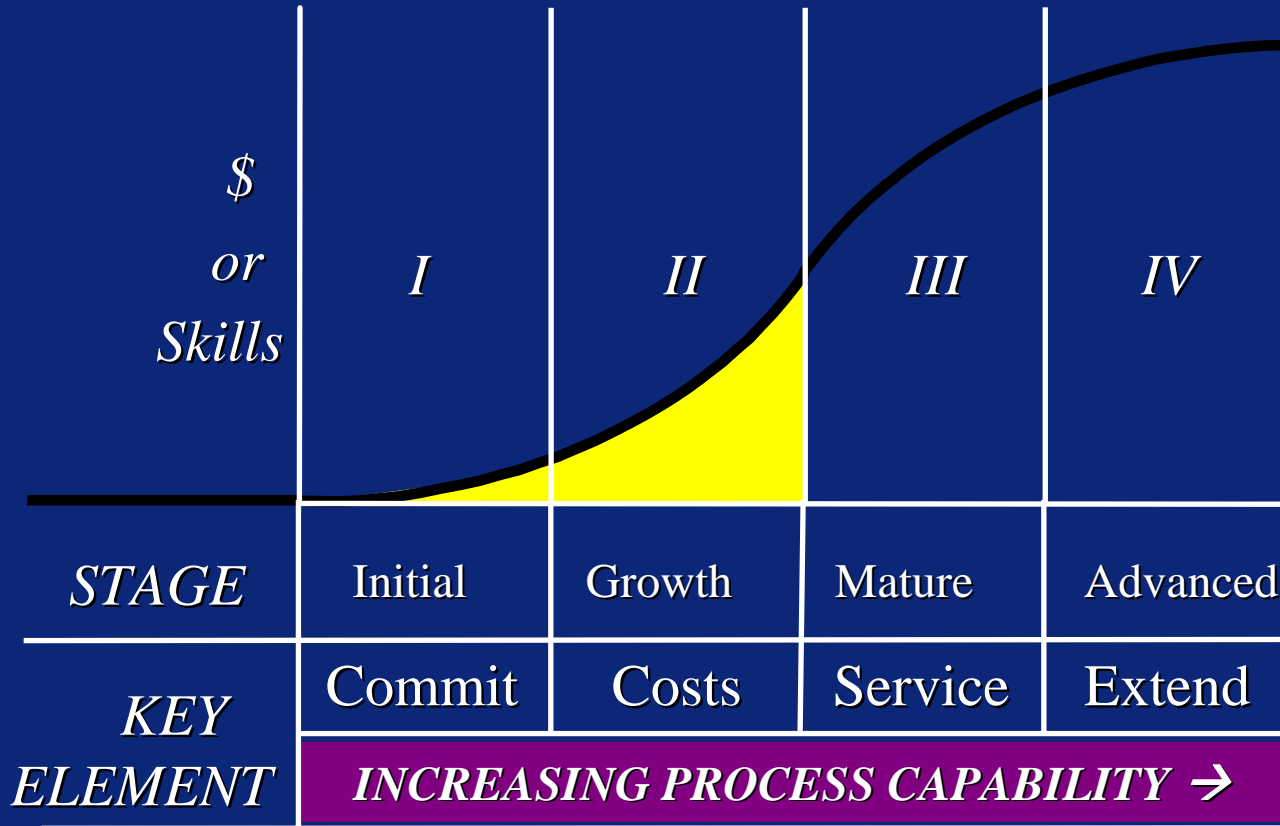 $
or
Skills
I
II
III
IV
STAGE
Initial
Growth
Mature
Advanced
KEY
ELEMENT
Commit
Costs
Service
Extend
INCREASING PROCESS CAPABILITY →